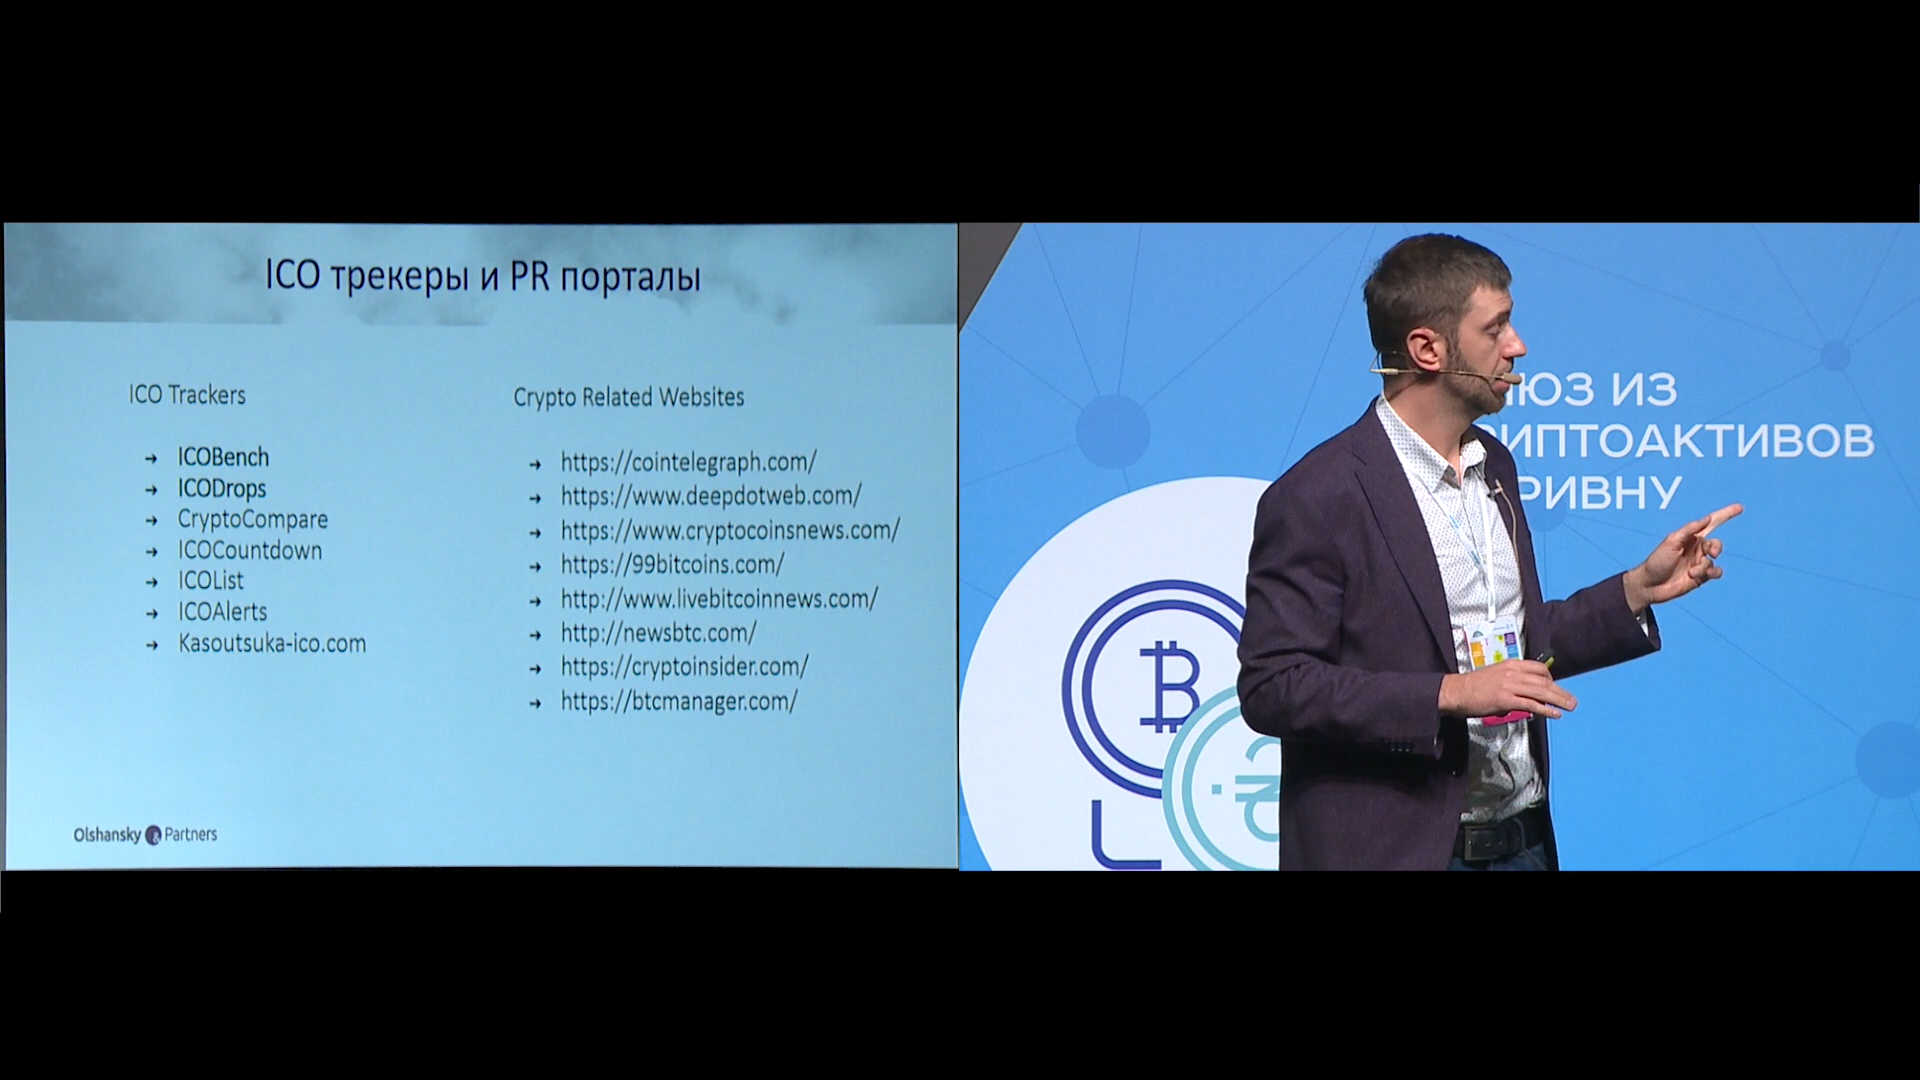 ICO трекеры и PR порталы
ICO Trackers
→ ICOBench
→ ICODrops
→ CryptoCompare
→ ICOCountdown
→ ICOList
→ ICOAlerts
→ Kasoutsuka-ico.com
Crypto Related Websites
→ https://cointelegraph.com/
→ https://www.deepdotweb.com/
→ https://www.cryptocoinsnews.com/
→ https://99bitcoins.com/
→ http://www.livebitcoinnews.com/
→ http://newsbtc.com/
→ https://cryptoinsider.com/
→ https://btcmanager.com/
Olshansky & Partners
ЮЗ ИЗ
ИПТОАКТИВОВ
РИВНУ